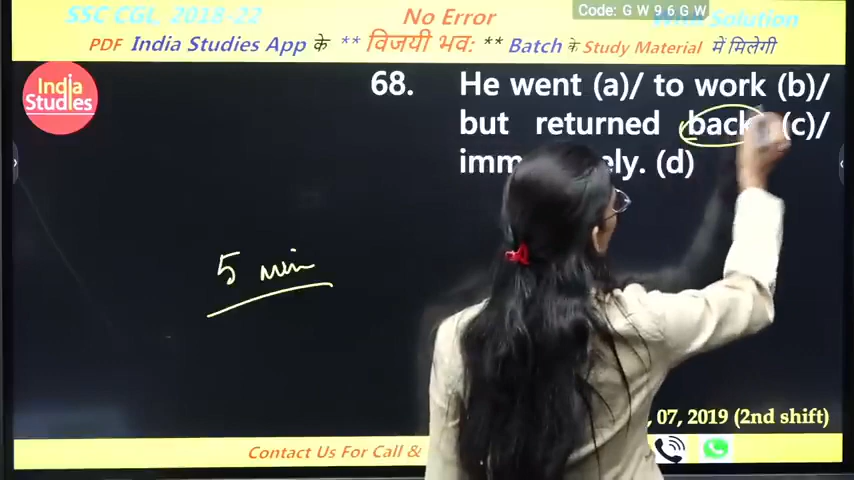 SSC CGL, 2018-22
No Error
Code: G W 9 6 G W
With Solution
PDF India Studies App के ** विजयी भव: ** Batch के Study Material में मिलेगी
India
Studies
68. He went (a)/ to work (b)/
but returned back (c)/
(d)
5 min
, 07, 2019 (2nd shift)
Contact Us For Call &